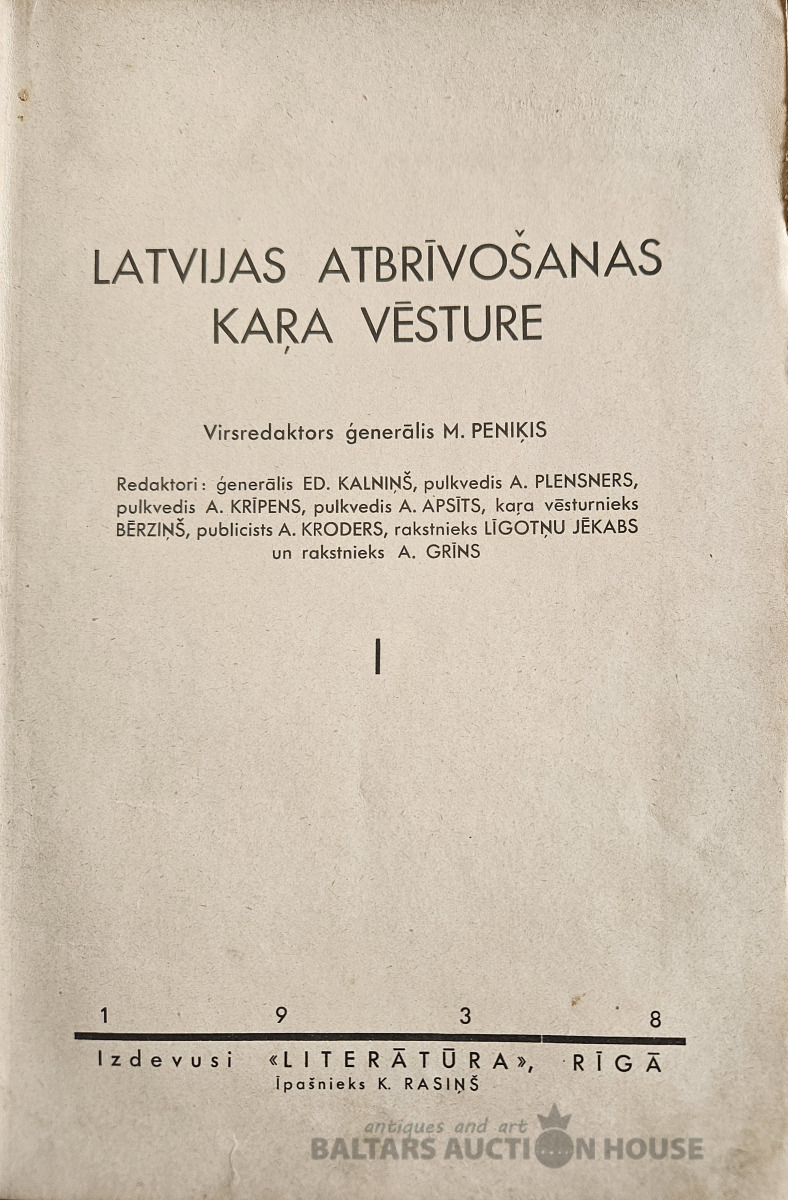 LATVIJAS ATBRĪVOŠANAS
KAŖA VĒSTURE
Virsredaktors ģenerālis M. PENIĶIS
Redaktori: ģenerālis ED. KALNIŅŠ, pulkvedis A. PLENSNERS,
pulkvedis A. KRĪPENS, pulkvedis A. APSĪTS, kaŗa vēsturnieks
BĒRZIŅŠ, publicists A. KRODERS, rakstnieks LĪGOTŅU JĒKABS
un rakstnieks A. GRĪNS
I
1 9 3 8
Izdevusi «LITERĀTŪRA», RĪGĀ
Īpašnieks K. RASIŅŠ
antiques and art
BALTARS AUCTION HOUSE